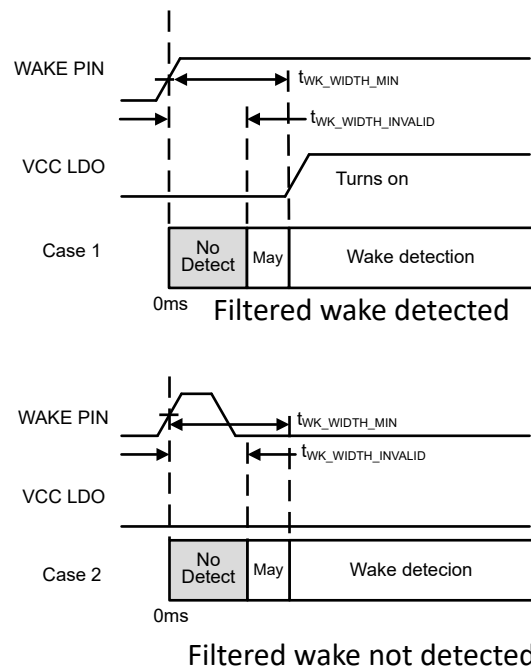 WAKE PIN
tWK_WIDTH_MIN
tWK_WIDTH_INVALID
VCC LDO
Turns on
Case 1
No Detect
May
Wake detection
0ms
Filtered wake detected
WAKE PIN
tWK_WIDTH_MIN
tWK_WIDTH_INVALID
VCC LDO
Case 2
No Detect
May
Wake detecion
0ms
Filtered wake not detected